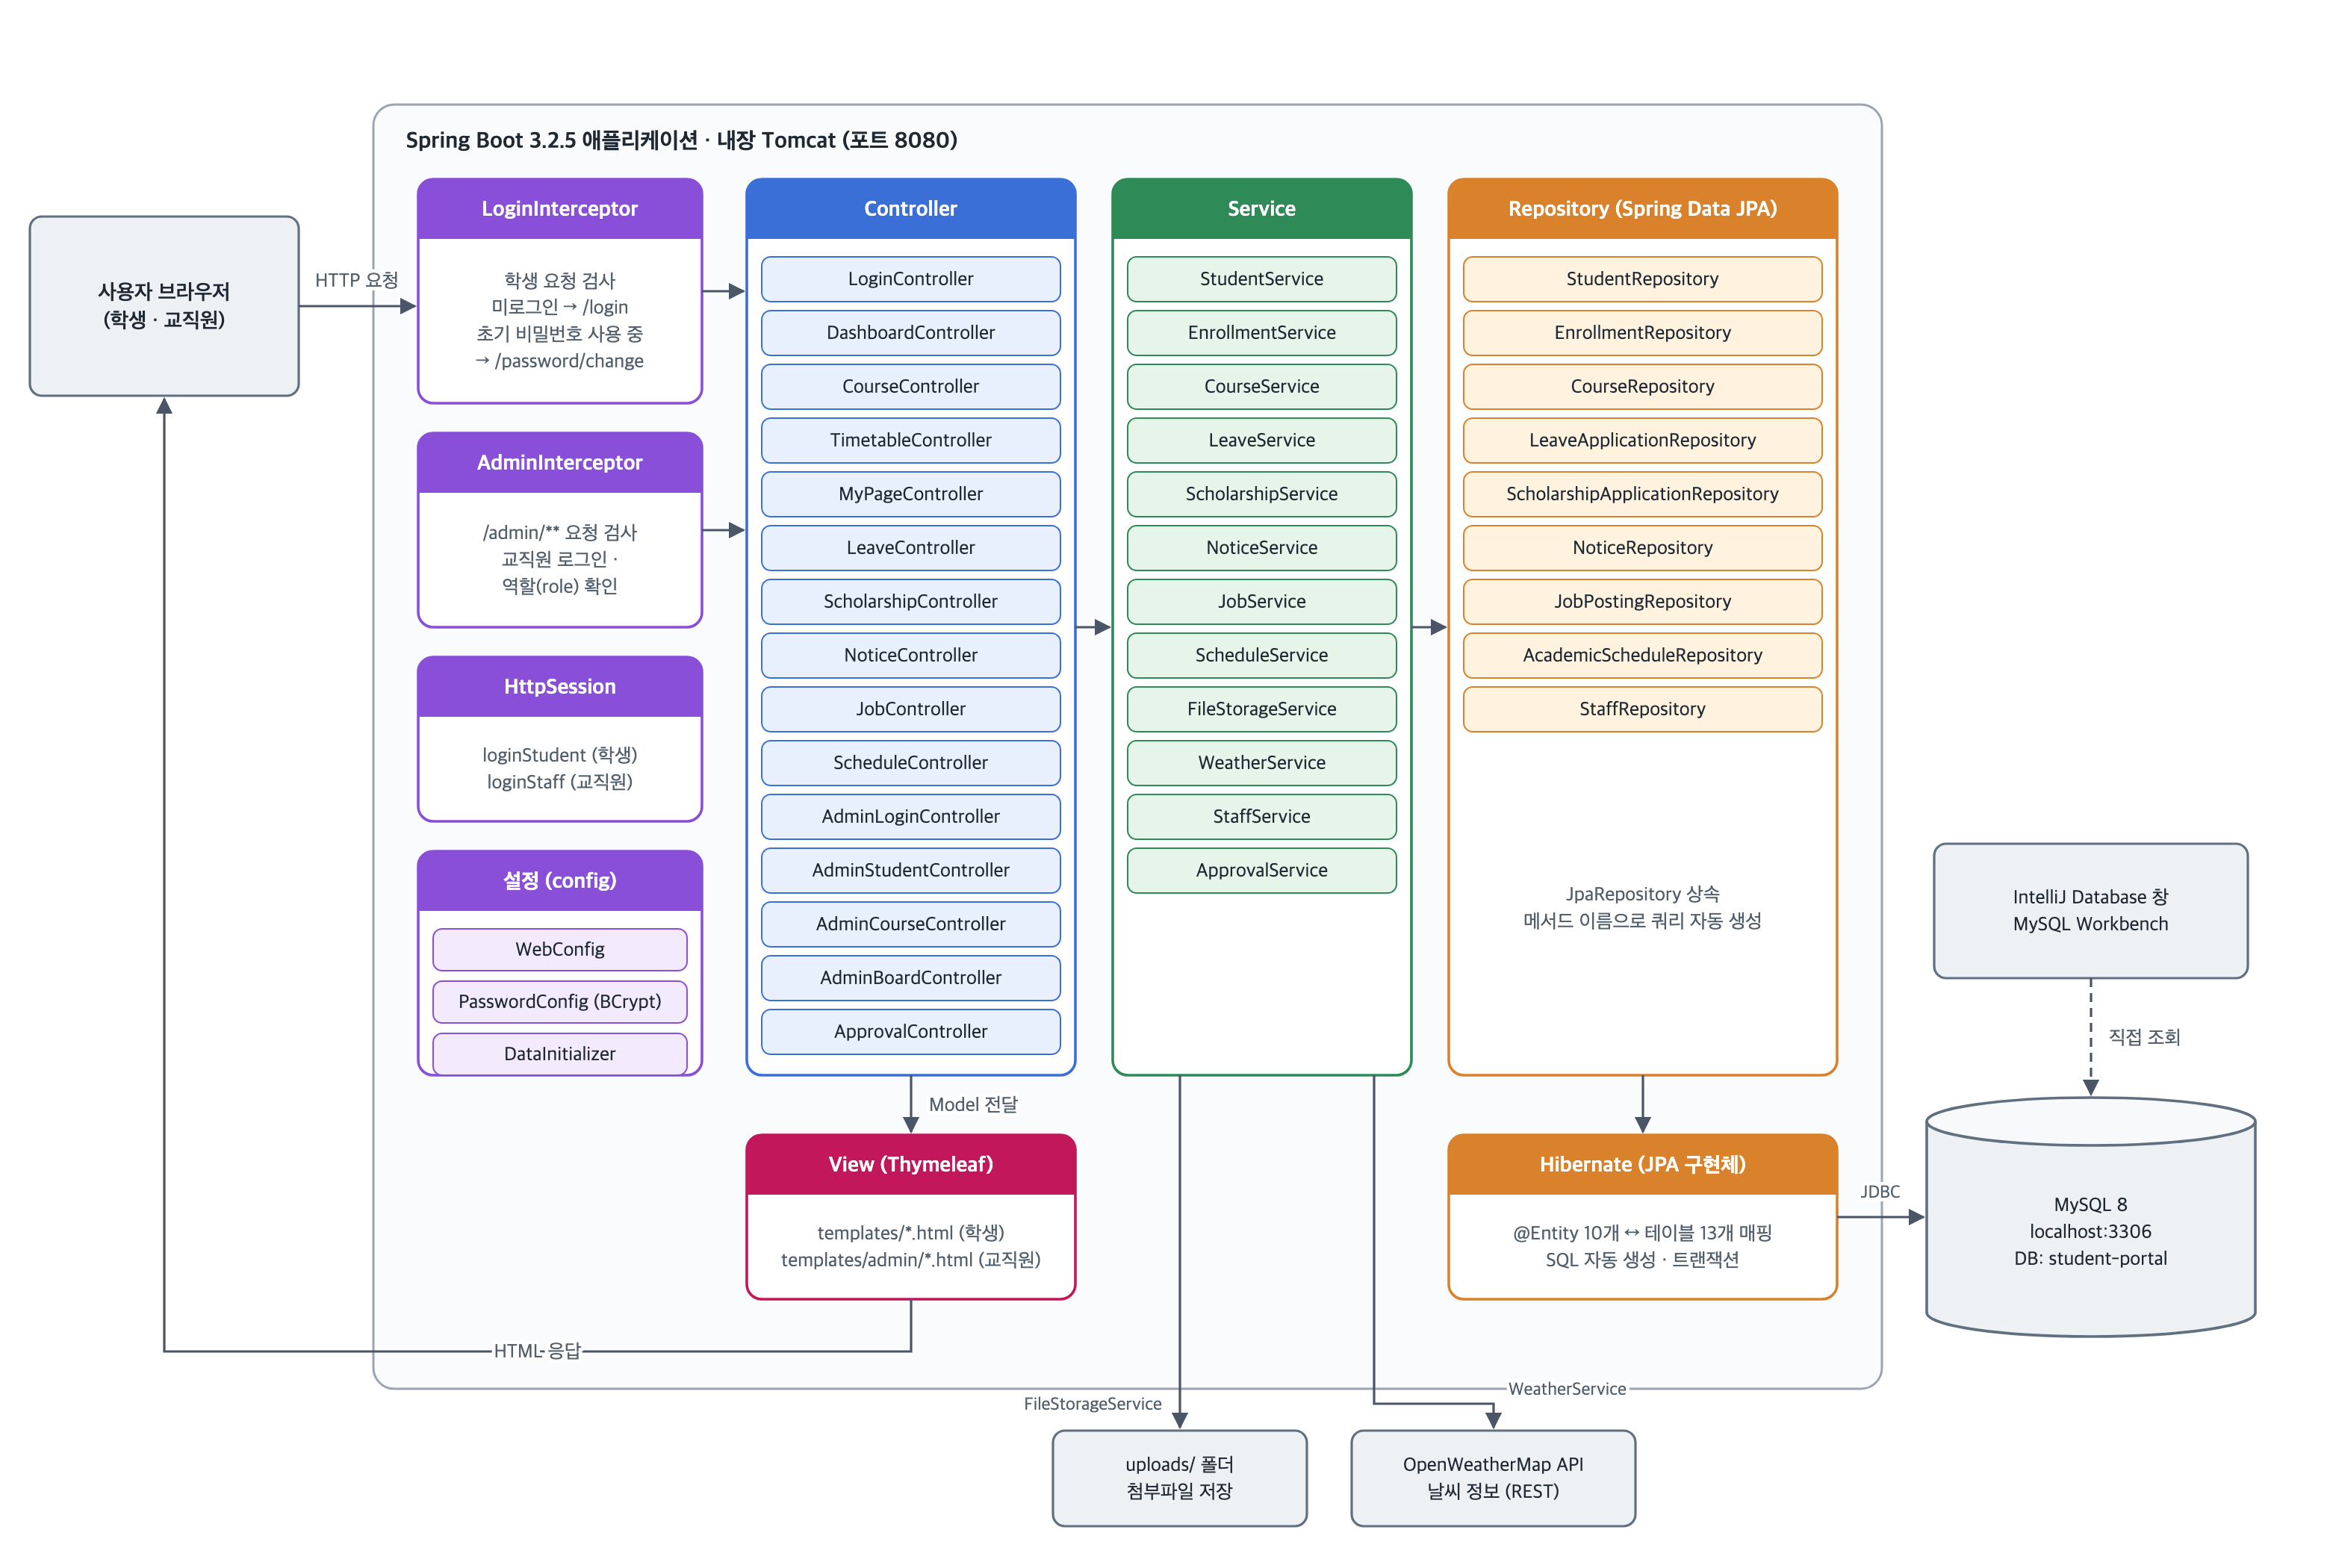 Spring Boot 3.2.5 애플리케이션 · 내장 Tomcat (포트 8080)
사용자 브라우저
(학생 · 교직원)
HTTP 요청
LoginInterceptor
학생 요청 검사
미로그인 → /login
초기 비밀번호 사용 중
→ /password/change
AdminInterceptor
/admin/** 요청 검사
교직원 로그인 ·
역할(role) 확인
HttpSession
loginStudent (학생)
loginStaff (교직원)
설정 (config)
WebConfig
PasswordConfig (BCrypt)
DataInitializer
Controller
LoginController
DashboardController
CourseController
TimetableController
MyPageController
LeaveController
ScholarshipController
NoticeController
JobController
ScheduleController
AdminLoginController
AdminStudentController
AdminCourseController
AdminBoardController
ApprovalController
Service
StudentService
EnrollmentService
CourseService
LeaveService
ScholarshipService
NoticeService
JobService
ScheduleService
FileStorageService
WeatherService
StaffService
ApprovalService
Repository (Spring Data JPA)
StudentRepository
EnrollmentRepository
CourseRepository
LeaveApplicationRepository
ScholarshipApplicationRepository
NoticeRepository
JobPostingRepository
AcademicScheduleRepository
StaffRepository
JpaRepository 상속
메서드 이름으로 쿼리 자동 생성
Model 전달
View (Thymeleaf)
templates/*.html (학생)
templates/admin/*.html (교직원)
HTML 응답
Hibernate (JPA 구현체)
@Entity 10개 ↔ 테이블 13개 매핑
SQL 자동 생성 · 트랜잭션
JDBC
IntelliJ Database 창
MySQL Workbench
직접 조회
MySQL 8
localhost:3306
DB: student-portal
FileStorageService
WeatherService
uploads/ 폴더
첨부파일 저장
OpenWeatherMap API
날씨 정보 (REST)